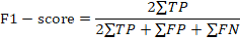 F1 − score = 2∑TP / 2∑TP + ∑FP + ∑FN